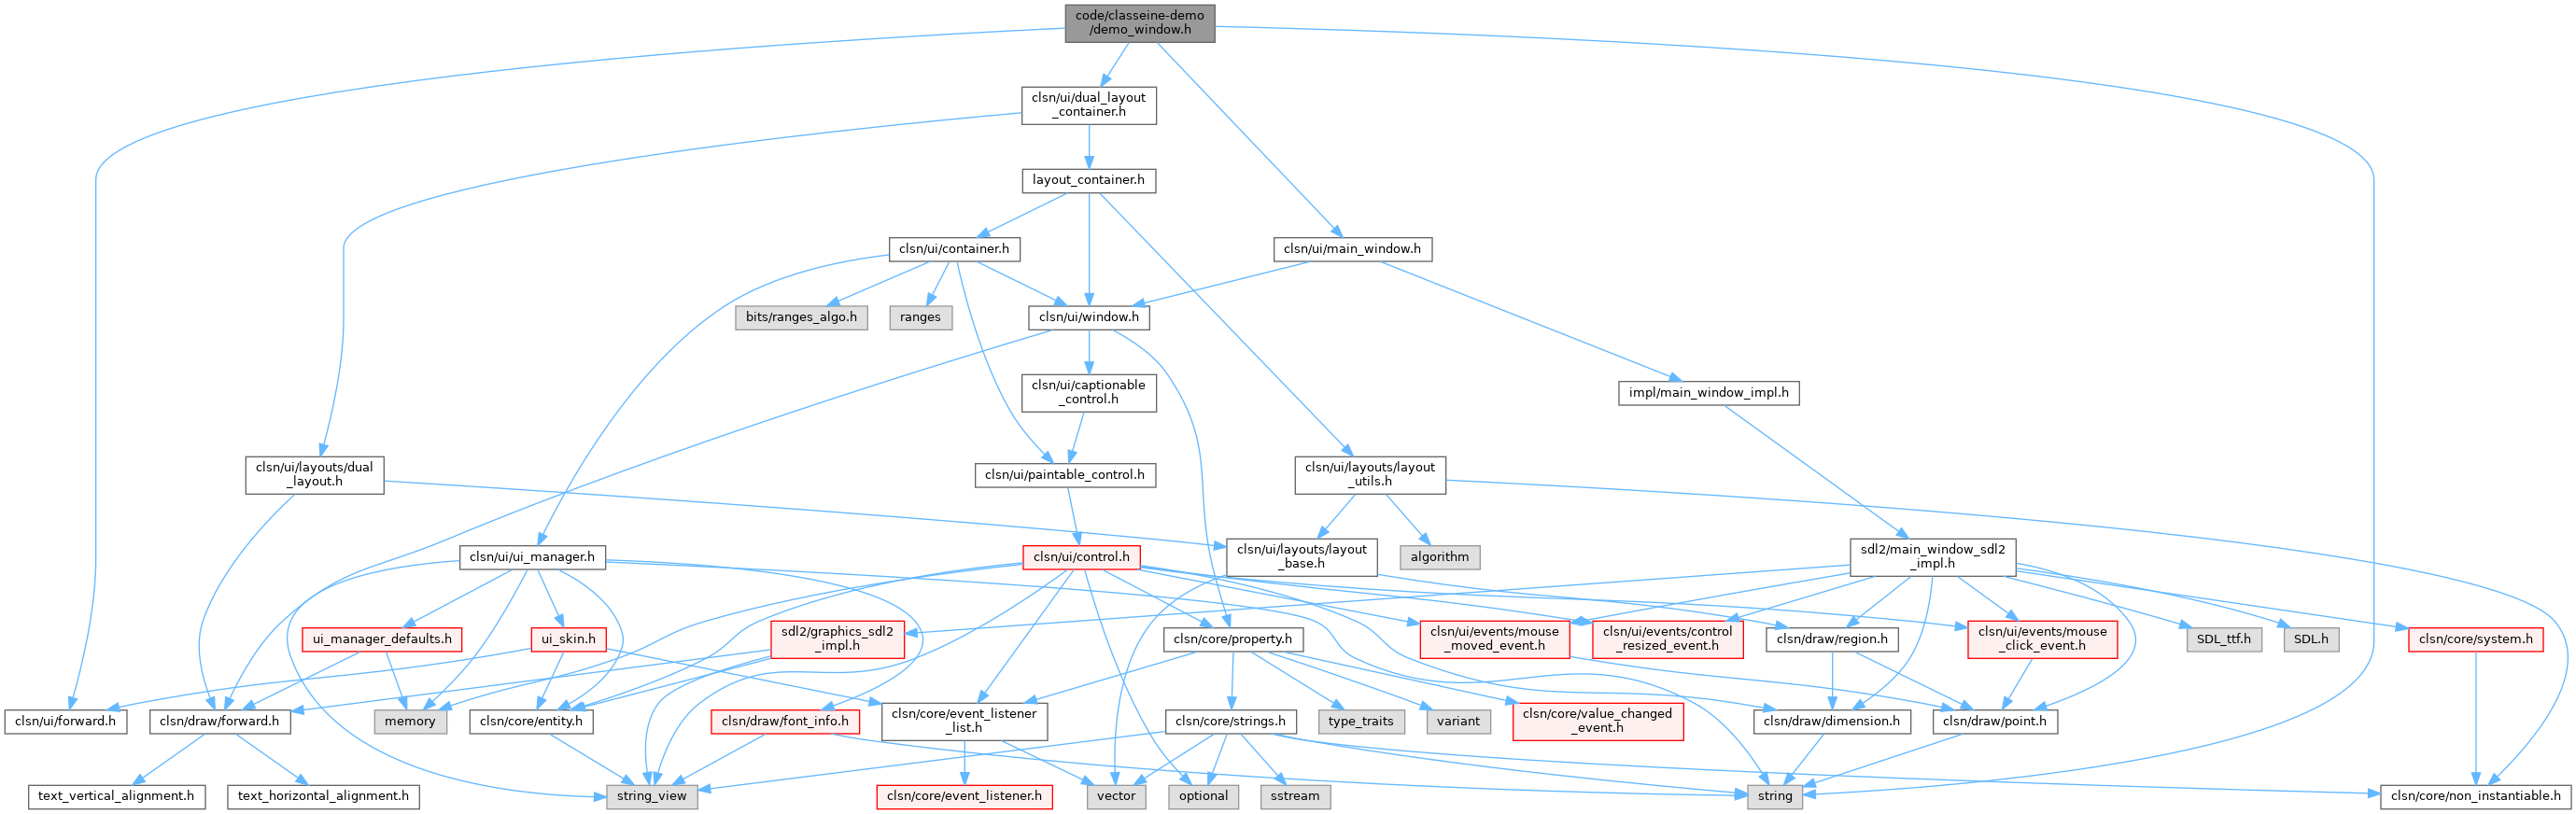 code/classeine-demo
/demo_window.h
clsn/ui/dual_layout
_container.h
layout_container.h
clsn/ui/container.h
clsn/ui/main_window.h
bits/ranges_algo.h
ranges
clsn/ui/window.h
clsn/ui/captionable
_control.h
impl/main_window_impl.h
clsn/ui/layouts/dual
_layout.h
clsn/ui/paintable_control.h
clsn/ui/layouts/layout
_utils.h
clsn/ui/ui_manager.h
clsn/ui/control.h
clsn/ui/layouts/layout
_base.h
algorithm
sdl2/main_window_sdl2
_impl.h
ui_manager_defaults.h
ui_skin.h
sdl2/graphics_sdl2
_impl.h
clsn/core/property.h
clsn/ui/events/mouse
_moved_event.h
clsn/ui/events/control
_resized_event.h
clsn/draw/region.h
clsn/ui/events/mouse
_click_event.h
SDL_ttf.h
SDL.h
clsn/core/system.h
clsn/ui/forward.h
clsn/draw/forward.h
memory
clsn/core/entity.h
clsn/draw/font_info.h
clsn/core/event_listener
_list.h
clsn/core/strings.h
type_traits
variant
clsn/core/value_changed
_event.h
clsn/draw/dimension.h
clsn/draw/point.h
text_vertical_alignment.h
text_horizontal_alignment.h
string_view
clsn/core/event_listener.h
vector
optional
sstream
string
clsn/core/non_instantiable.h